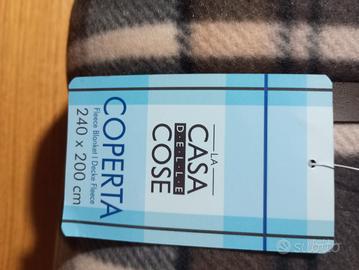 LA
CASA
DELLE
COSE
COPERTA
Fleece Blanket | Decke Fleece
240 x 200 cm
subito